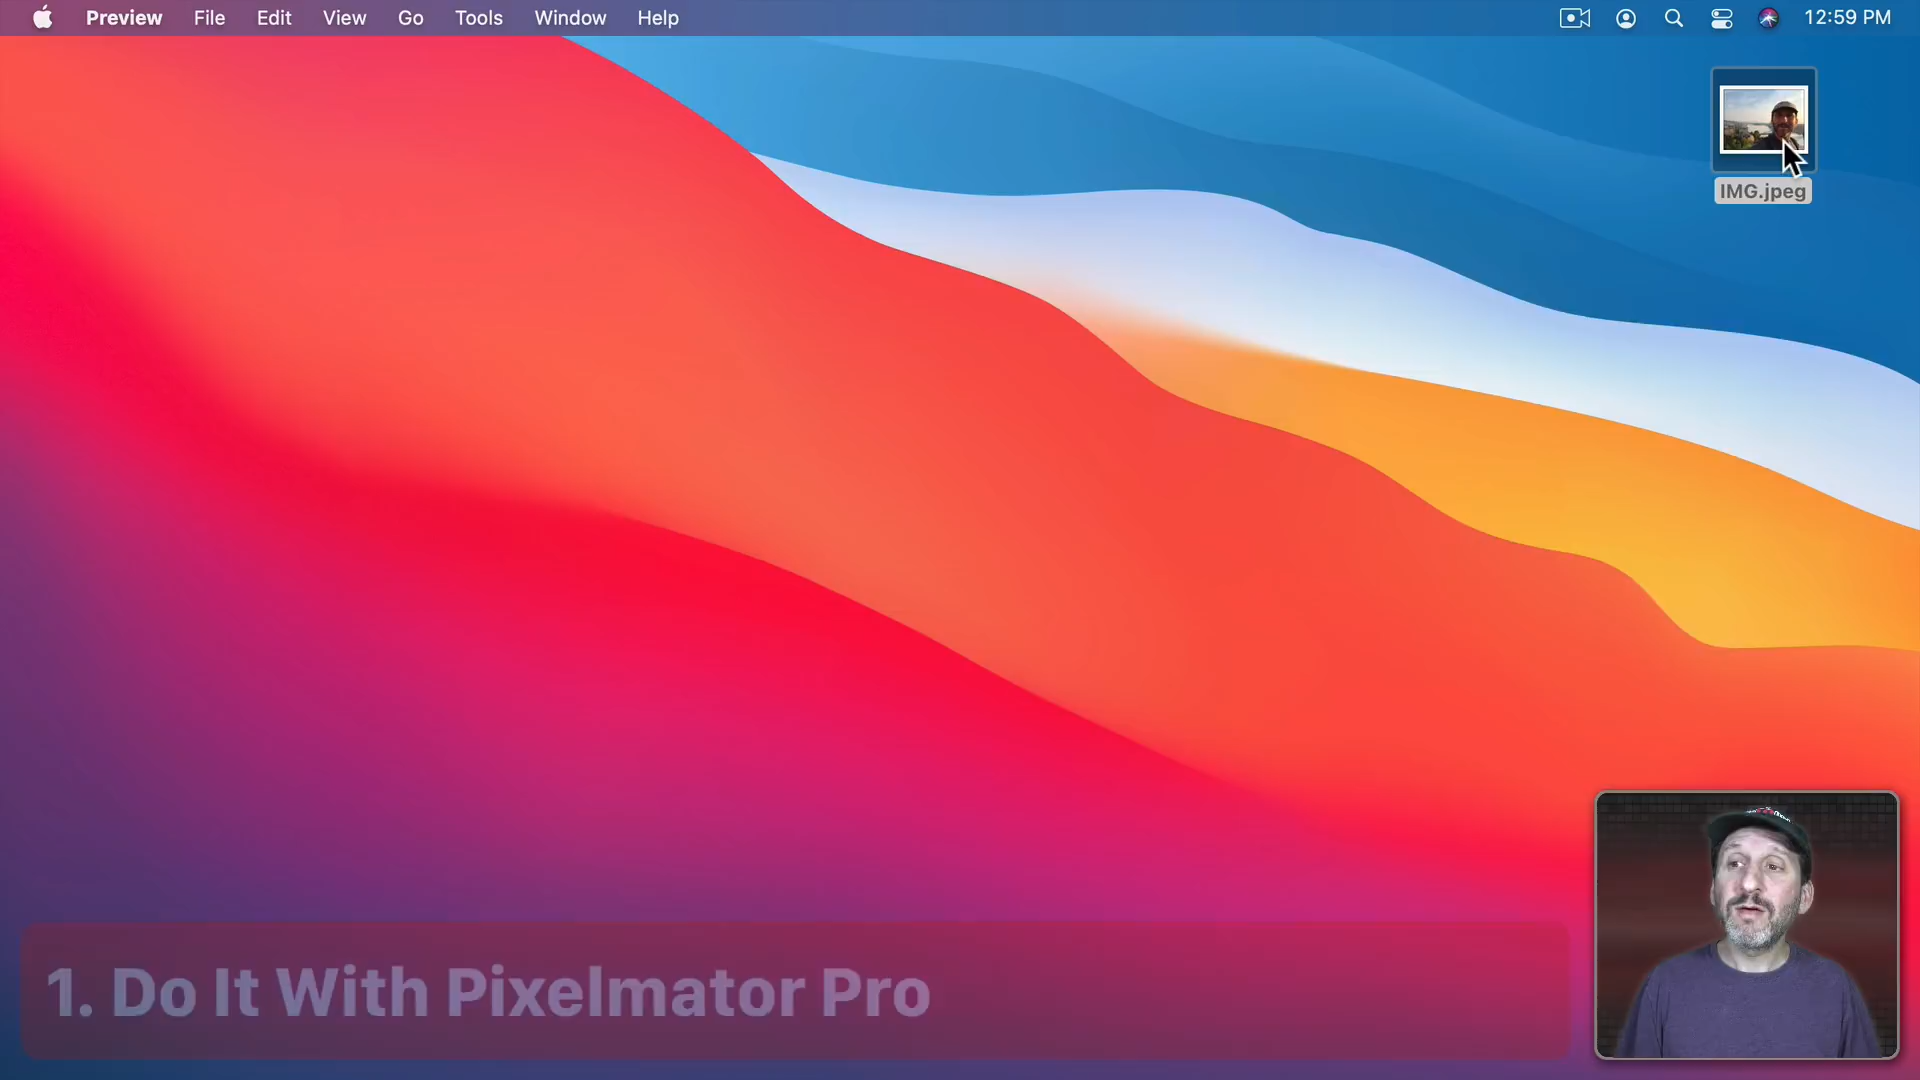 Preview File Edit View Go Tools Window Help 12:59 PM
IMG.jpeg
1. Do It With Pixelmator Pro